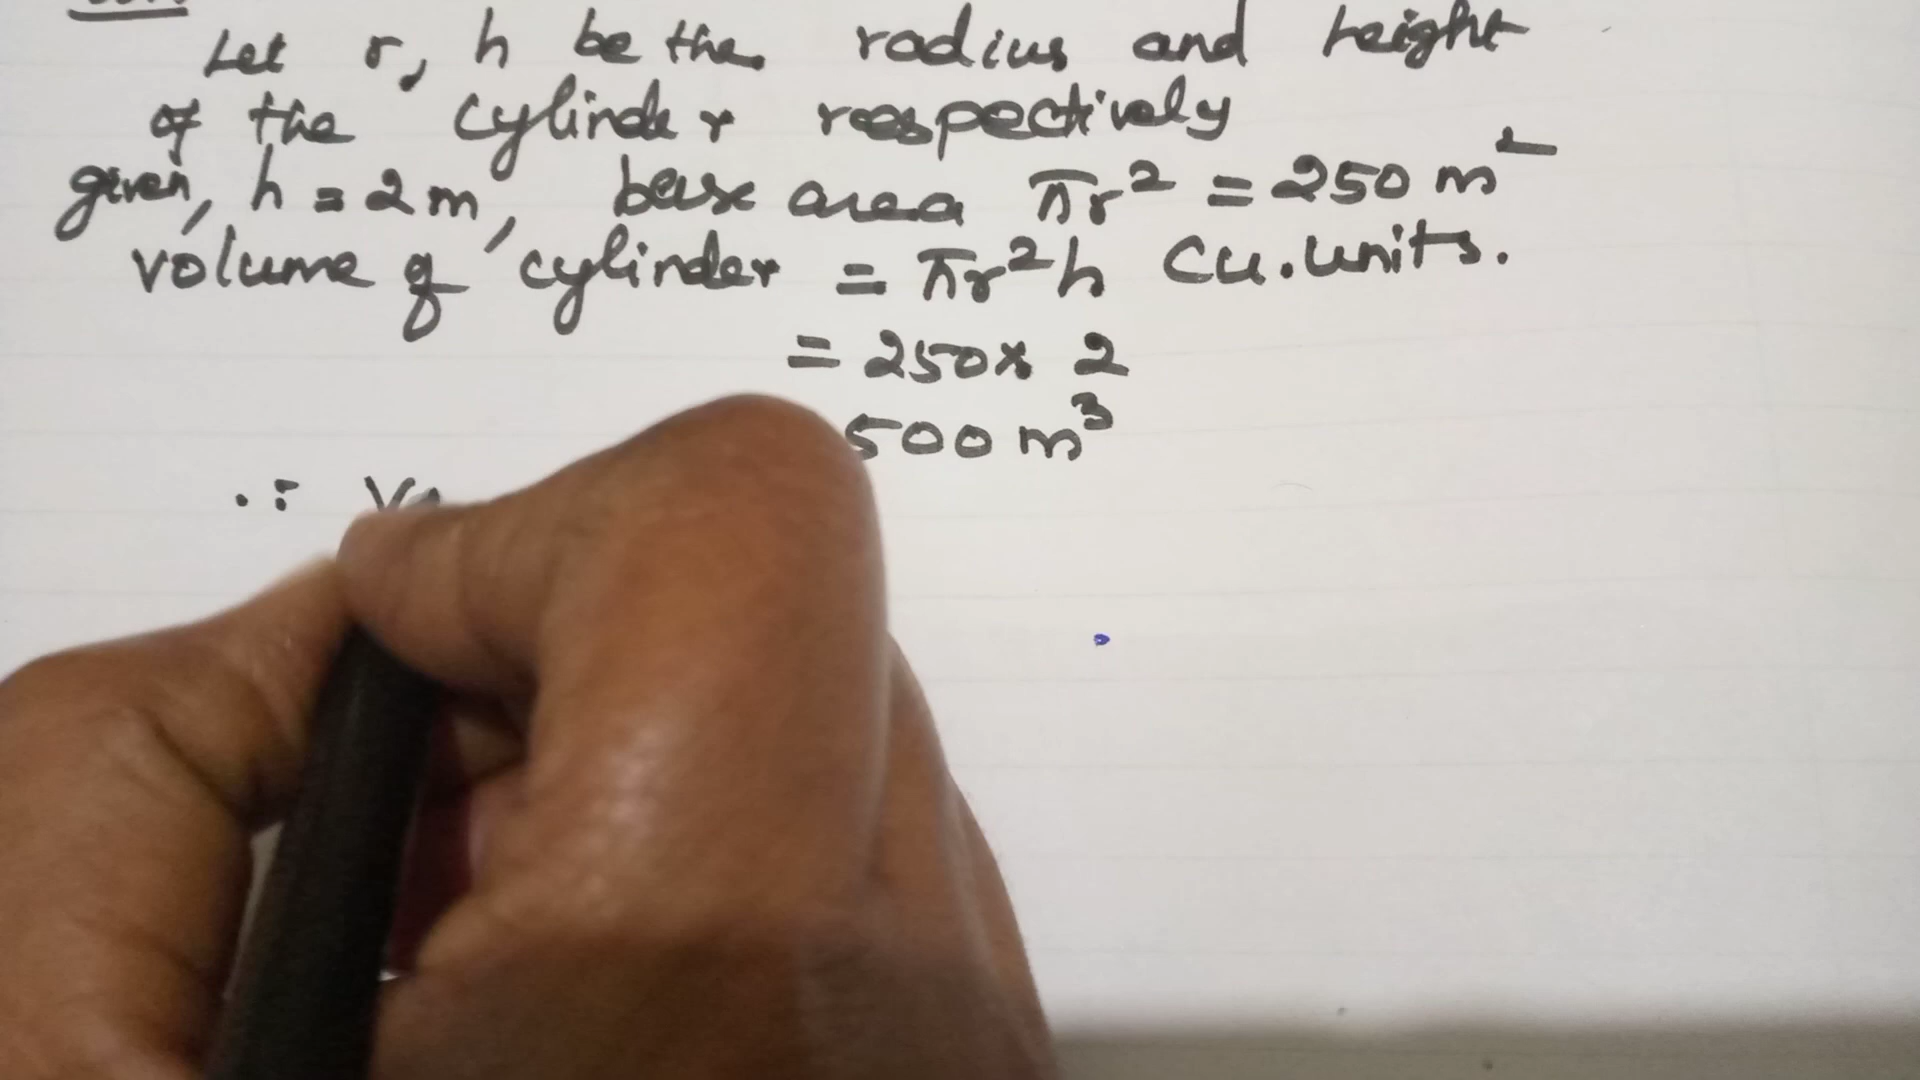 Let r, h be the radius and height
of the cylinder respectively
given, h = 2m, base area πr² = 250 m²
volume of cylinder = πr²h cu. units.
= 250 × 2
500 m³
∴ Vo